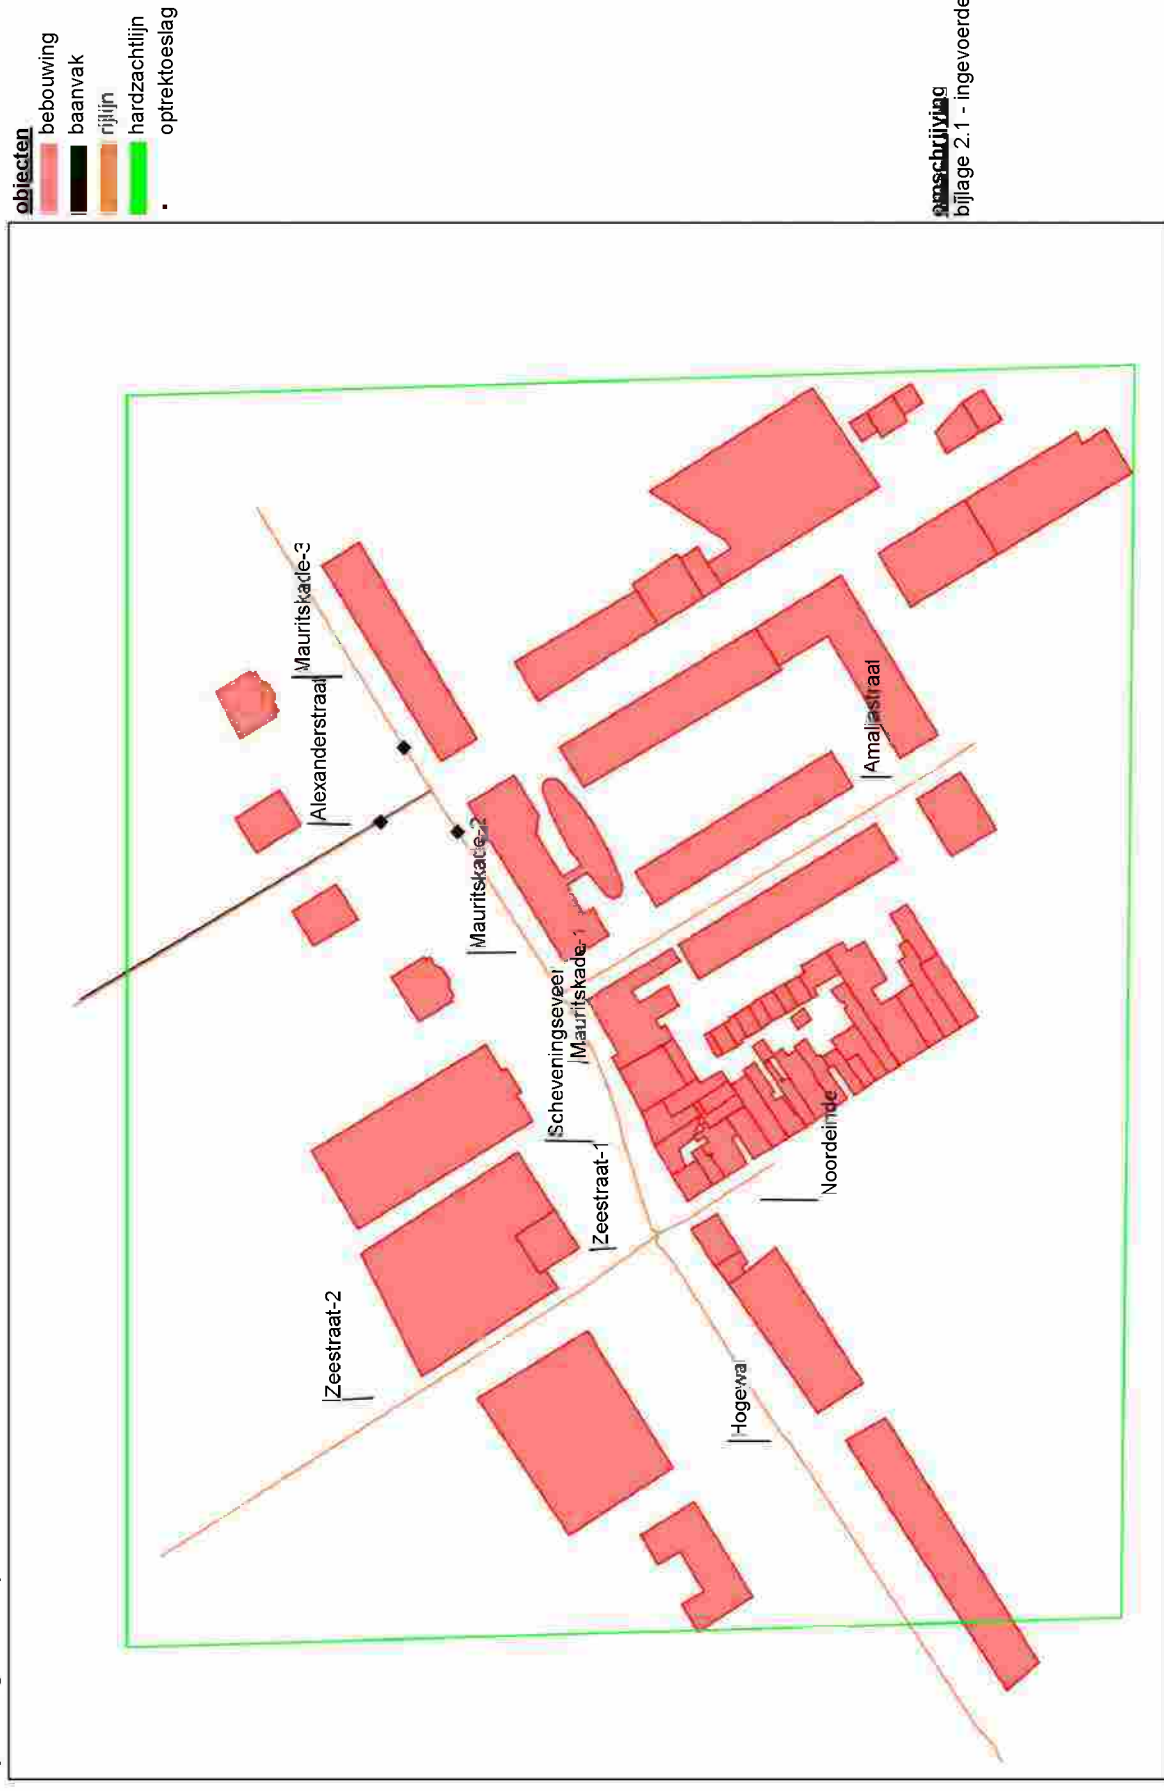 objecten
bebouwing
baanvak
rijlijn
hardzachtlijn
optrektoeslag
omschrijving
bijlage 2.1 - ingevoerde
Mauritskade-3
Alexanderstraat
Mauritskade-2
Scheveningseveer
Mauritskade-1
Zeestraat-1
Zeestraat-2
Noordeinde
Hogewal
Amaliastraat